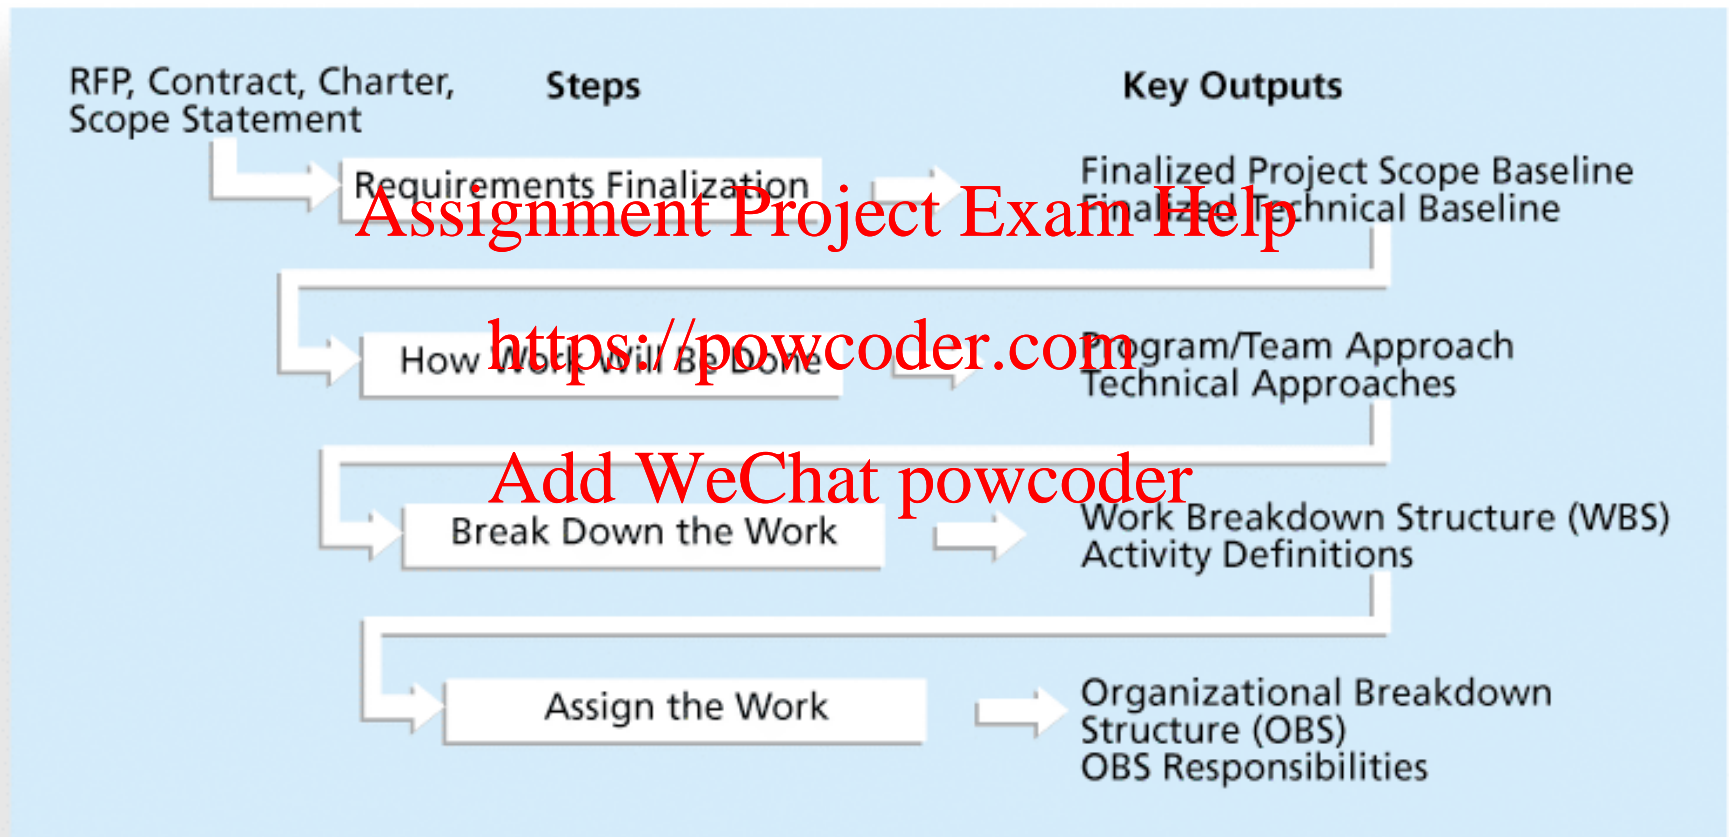 RFP, Contract, Charter,
Scope Statement
Steps
Key Outputs
Requirements Finalization
Finalized Project Scope Baseline
Finalized Technical Baseline
Assignment Project Exam Help
How Work Will Be Done
Program/Team Approach
Technical Approaches
https://powcoder.com
Add WeChat powcoder
Break Down the Work
Work Breakdown Structure (WBS)
Activity Definitions
Assign the Work
Organizational Breakdown
Structure (OBS)
OBS Responsibilities